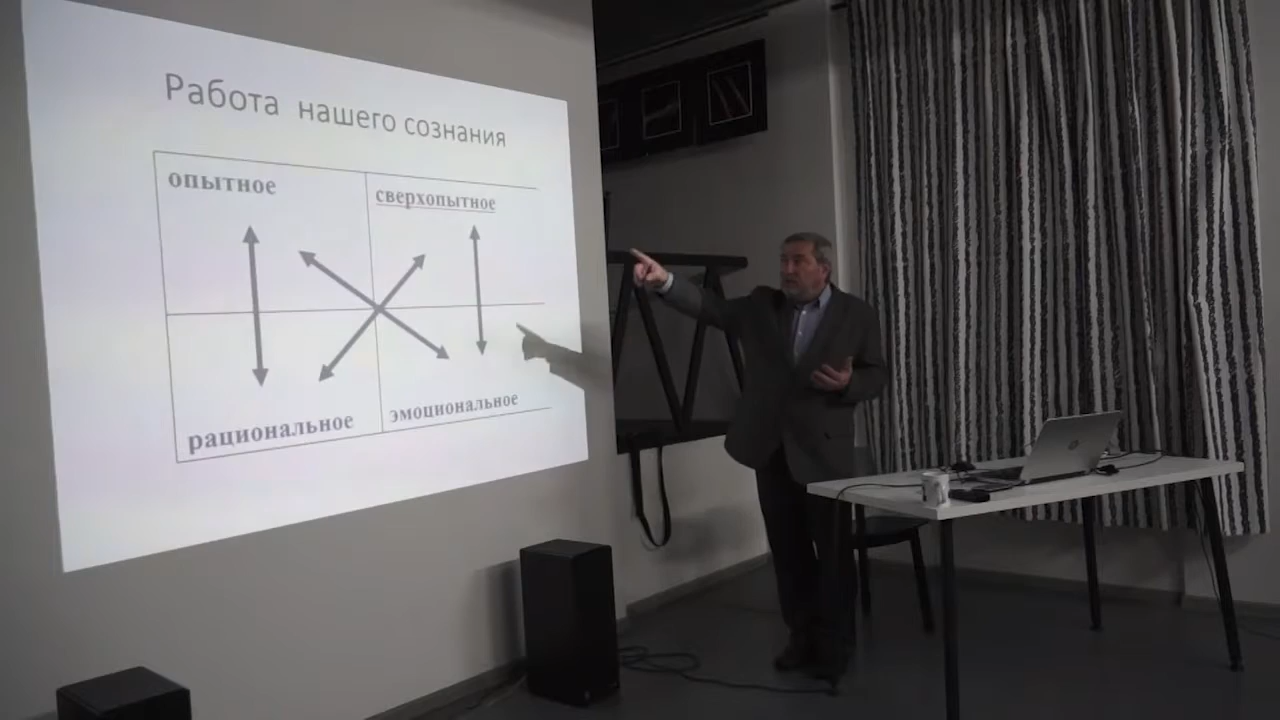 Работа нашего сознания
опытное
сверхопытное
рациональное
эмоциональное